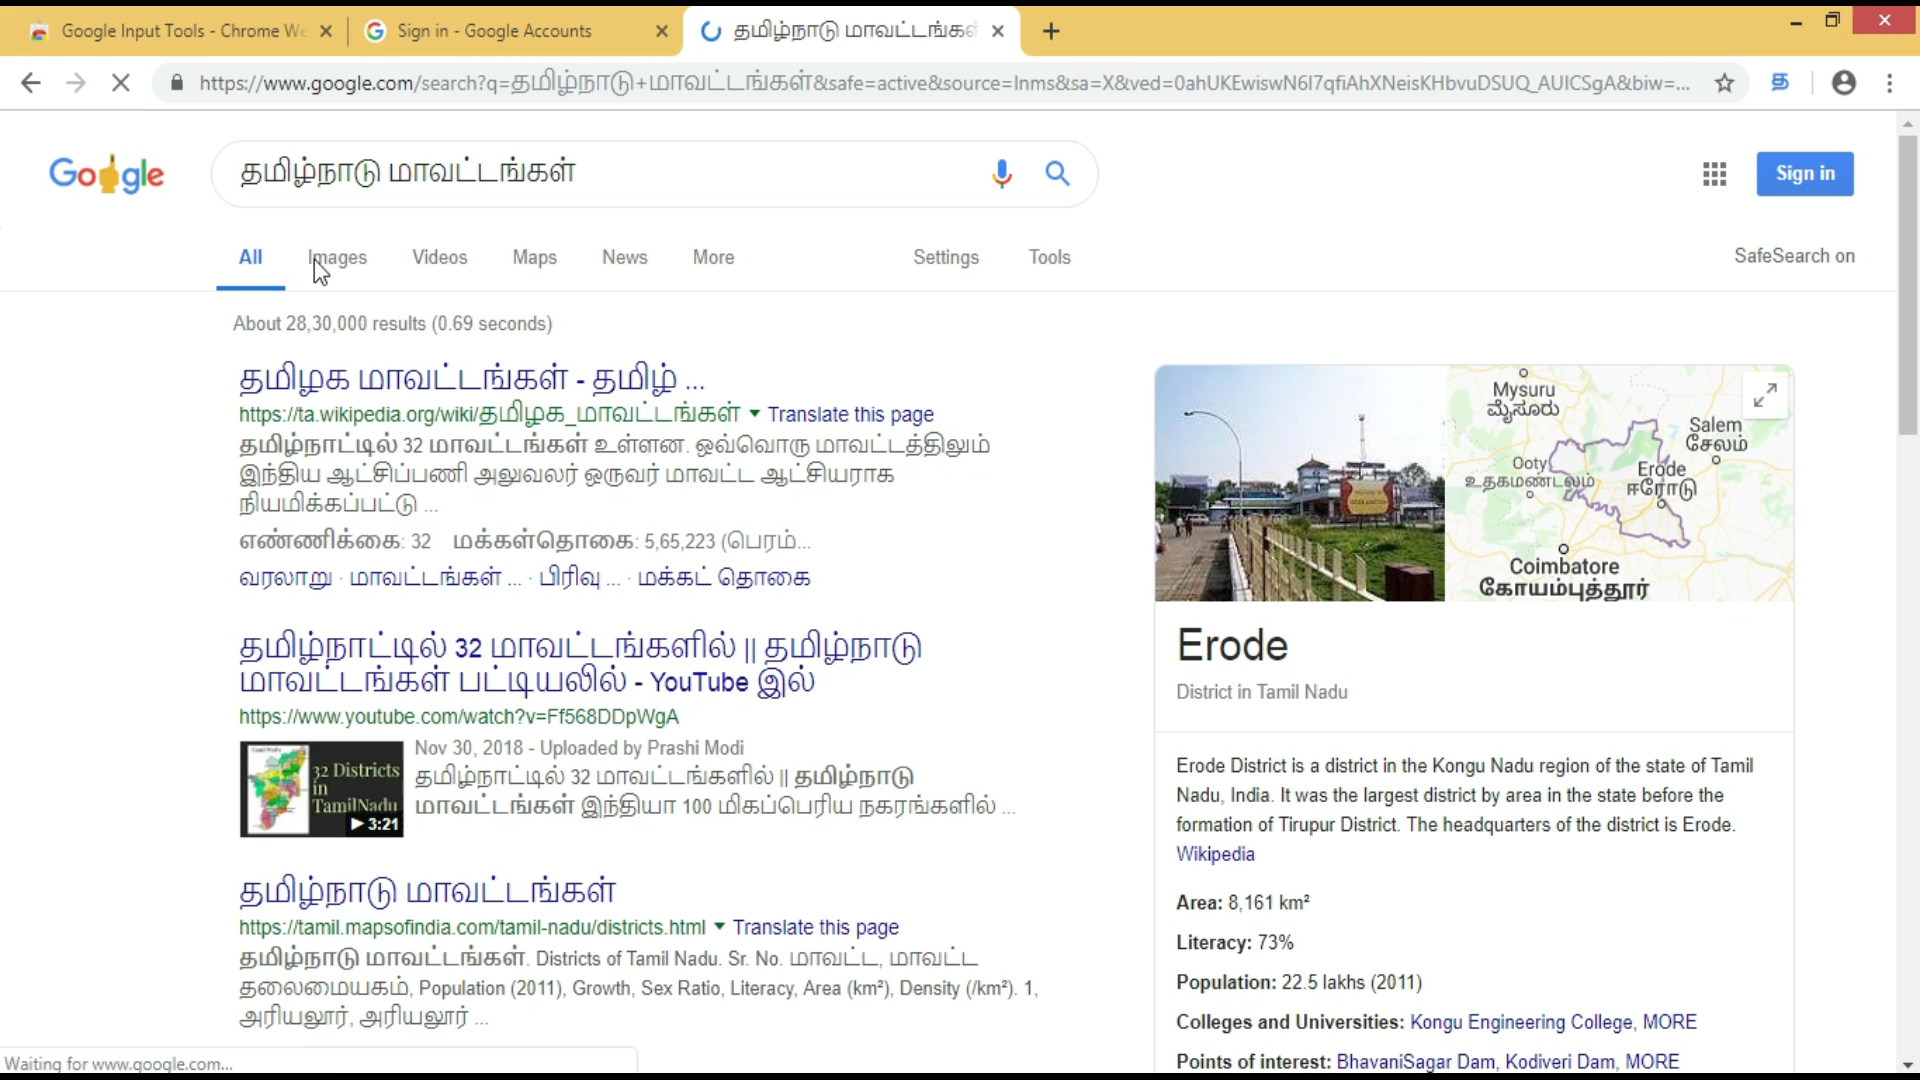 Google Input Tools - Chrome We
Sign in - Google Accounts
தமிழ்நாடு மாவட்டங்கள்
https://www.google.com/search?q=தமிழ்நாடு+மாவட்டங்கள்&safe=active&source=lnms&sa=X&ved=0ahUKEwiswN6I7qfiAhXNeisKHbvuDSUQ_AUICSgA&biw=...
த
Google
தமிழ்நாடு மாவட்டங்கள்
Sign in
All Images Videos Maps News More Settings Tools
SafeSearch on
About 28,30,000 results (0.69 seconds)
தமிழக மாவட்டங்கள் - தமிழ் ...
https://ta.wikipedia.org/wiki/தமிழக_மாவட்டங்கள் ▼ Translate this page
தமிழ்நாட்டில் 32 மாவட்டங்கள் உள்ளன. ஒவ்வொரு மாவட்டத்திலும்
இந்திய ஆட்சிப்பணி அலுவலர் ஒருவர் மாவட்ட ஆட்சியராக
நியமிக்கப்பட்டு ...
எண்ணிக்கை: 32 மக்கள்தொகை: 5,65,223 (பெரம்...
வரலாறு · மாவட்டங்கள் ... · பிரிவு ... · மக்கட் தொகை
தமிழ்நாட்டில் 32 மாவட்டங்களில் || தமிழ்நாடு
மாவட்டங்கள் பட்டியலில் - YouTube இல்
https://www.youtube.com/watch?v=Ff568DDpWgA
32 Districts
in
TamilNadu
▶ 3:21
Nov 30, 2018 - Uploaded by Prashi Modi
தமிழ்நாட்டில் 32 மாவட்டங்களில் || தமிழ்நாடு
மாவட்டங்கள் இந்தியா 100 மிகப்பெரிய நகரங்களில் ...
தமிழ்நாடு மாவட்டங்கள்
https://tamil.mapsofindia.com/tamil-nadu/districts.html ▼ Translate this page
தமிழ்நாடு மாவட்டங்கள். Districts of Tamil Nadu. Sr. No. மாவட்ட, மாவட்ட
தலைமையகம், Population (2011), Growth, Sex Ratio, Literacy, Area (km²), Density (/km²). 1,
அரியலூர், அரியலூர் ...
Waiting for www.google.com...
Mysuru
ಮೈಸೂರು
Salem
சேலம்
Ooty
உதகமண்டலம்
Erode
ஈரோடு
Coimbatore
கோயம்புத்தூர்
Erode
District in Tamil Nadu
Erode District is a district in the Kongu Nadu region of the state of Tamil
Nadu, India. It was the largest district by area in the state before the
formation of Tirupur District. The headquarters of the district is Erode.
Wikipedia
Area: 8,161 km²
Literacy: 73%
Population: 22.5 lakhs (2011)
Colleges and Universities: Kongu Engineering College, MORE
Points of interest: BhavaniSagar Dam, Kodiveri Dam, MORE